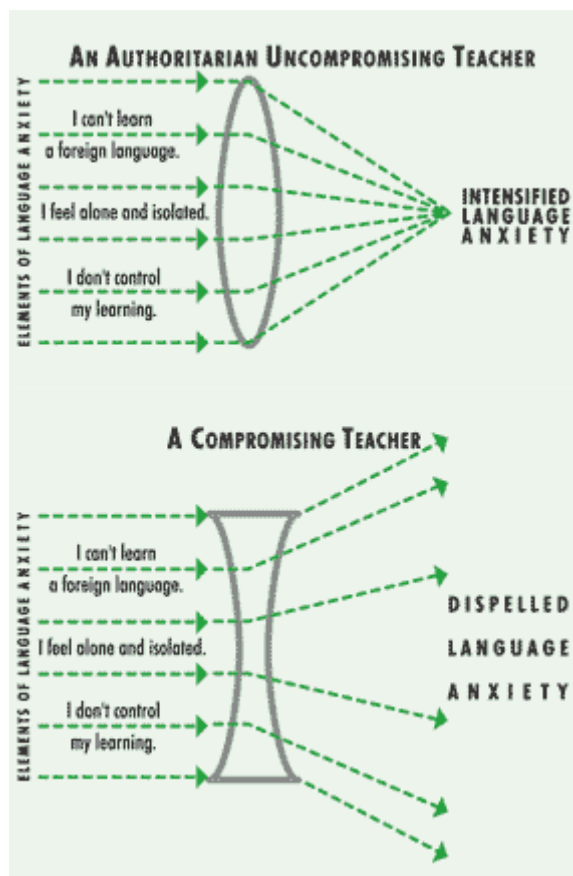 AN AUTHORITARIAN UNCOMPROMISING TEACHER
ELEMENTS OF LANGUAGE ANXIETY
I can't learn
a foreign language.
I feel alone and isolated.
I don't control
my learning.
INTENSIFIED
LANGUAGE
ANXIETY
A COMPROMISING TEACHER
ELEMENTS OF LANGUAGE ANXIETY
I can't learn
a foreign language.
I feel alone and isolated.
I don't control
my learning.
DISPELLED
LANGUAGE
ANXIETY